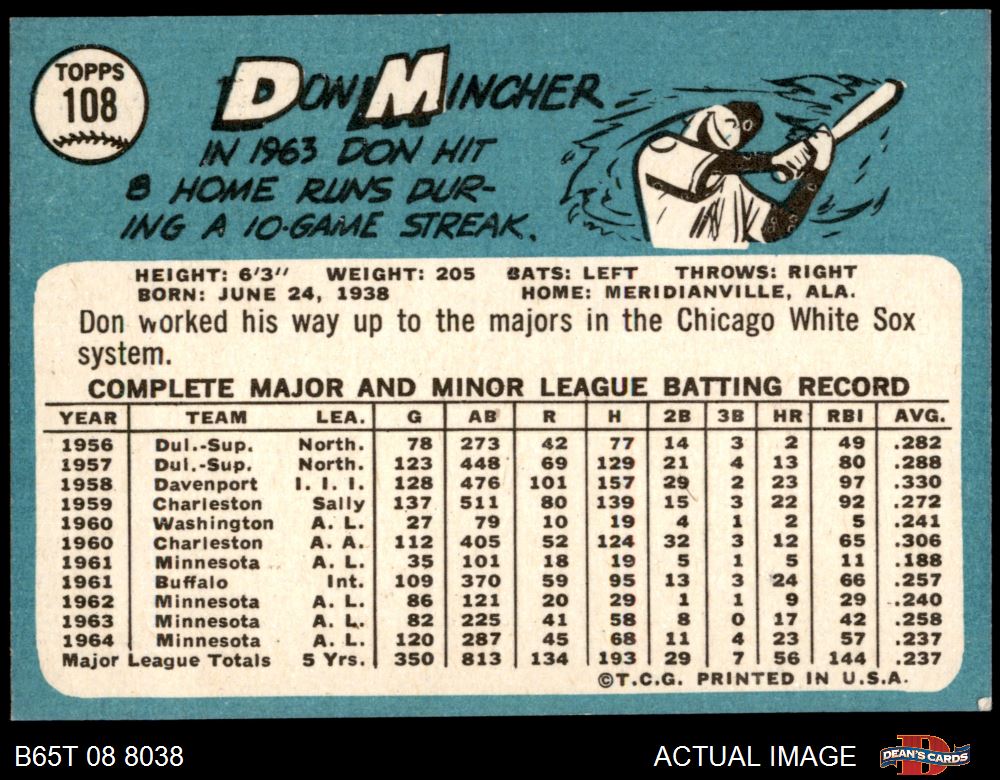 TOPPS
108
DON MINCHER
IN 1963 DON HIT
8 HOME RUNS DUR-
ING A 10-GAME STREAK.
HEIGHT: 6'3" WEIGHT: 205 BATS: LEFT THROWS: RIGHT
BORN: JUNE 24, 1938 HOME: MERIDIANVILLE, ALA.
Don worked his way up to the majors in the Chicago White Sox
system.
COMPLETE MAJOR AND MINOR LEAGUE BATTING RECORD
YEAR TEAM LEA. G AB R H 2B 3B HR RBI AVG.
1956 Dul.-Sup. North. 78 273 42 77 14 3 2 49 .282
1957 Dul.-Sup. North. 123 448 69 129 21 4 13 80 .288
1958 Davenport I. I. I. 128 476 101 157 29 2 23 97 .330
1959 Charleston Sally 137 511 80 139 15 3 22 92 .272
1960 Washington A. L. 27 79 10 19 4 1 2 5 .241
1960 Charleston A. A. 112 405 52 124 32 3 12 65 .306
1961 Minnesota A. L. 35 101 18 19 5 1 5 11 .188
1961 Buffalo Int. 109 370 59 95 13 3 24 66 .257
1962 Minnesota A. L. 86 121 20 29 1 1 9 29 .240
1963 Minnesota A. L. 82 225 41 58 8 0 17 42 .258
1964 Minnesota A. L. 120 287 45 68 11 4 23 57 .237
Major League Totals 5 Yrs. 350 813 134 193 29 7 56 144 .237
©T.C.G. PRINTED IN U.S.A.
B65T 08 8038 ACTUAL IMAGE DEAN'S CARDS